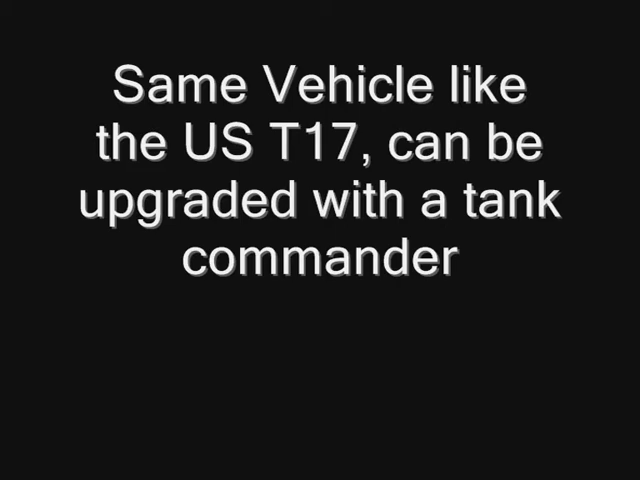 Same Vehicle like
the US T17, can be
upgraded with a tank
commander